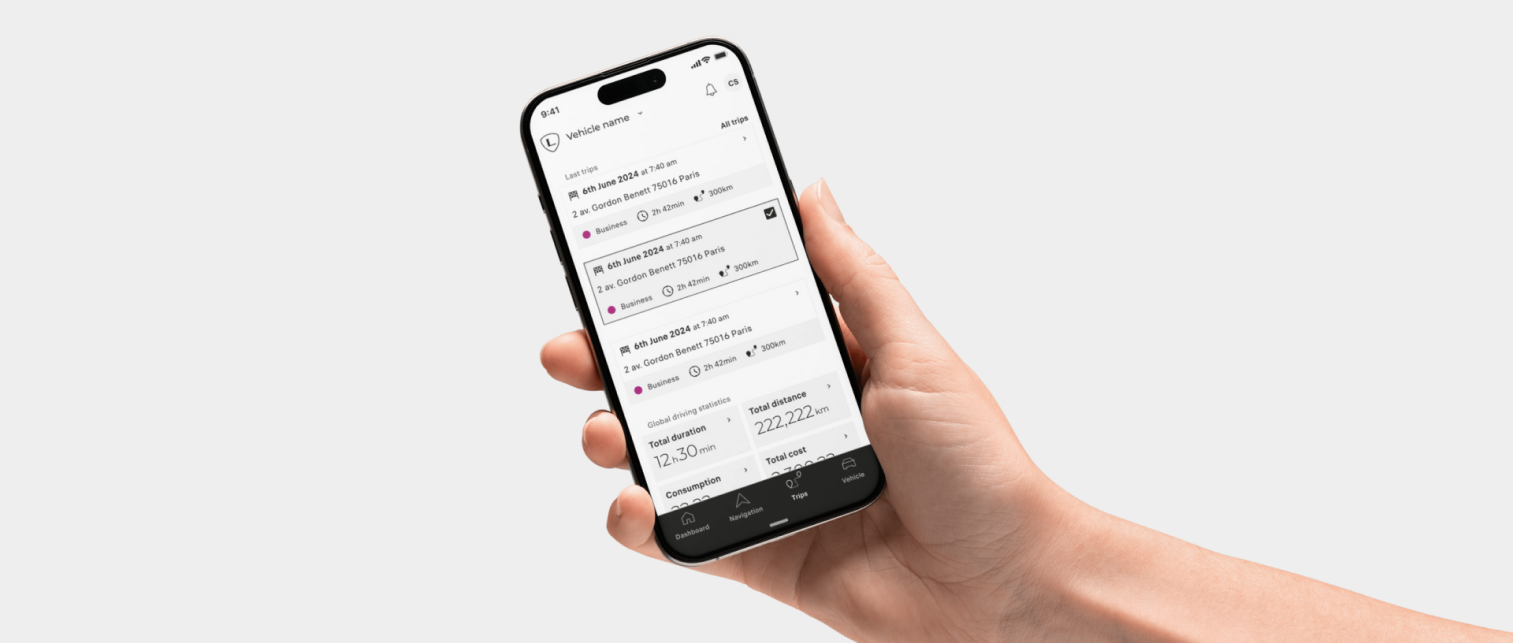 9:41
CS
L
Vehicle name
Last trips
All trips
6th June 2024 at 7:40 am
2 av. Gordon Benett 75016 Paris
Business 2h 42min 300km
6th June 2024 at 7:40 am
2 av. Gordon Benett 75016 Paris
Business 2h 42min 300km
6th June 2024 at 7:40 am
2 av. Gordon Benett 75016 Paris
Business 2h 42min 300km
Global driving statistics
Total duration
12h30 min
Total distance
222,222 km
Consumption
Total cost
Dashboard Navigation Trips Vehicle